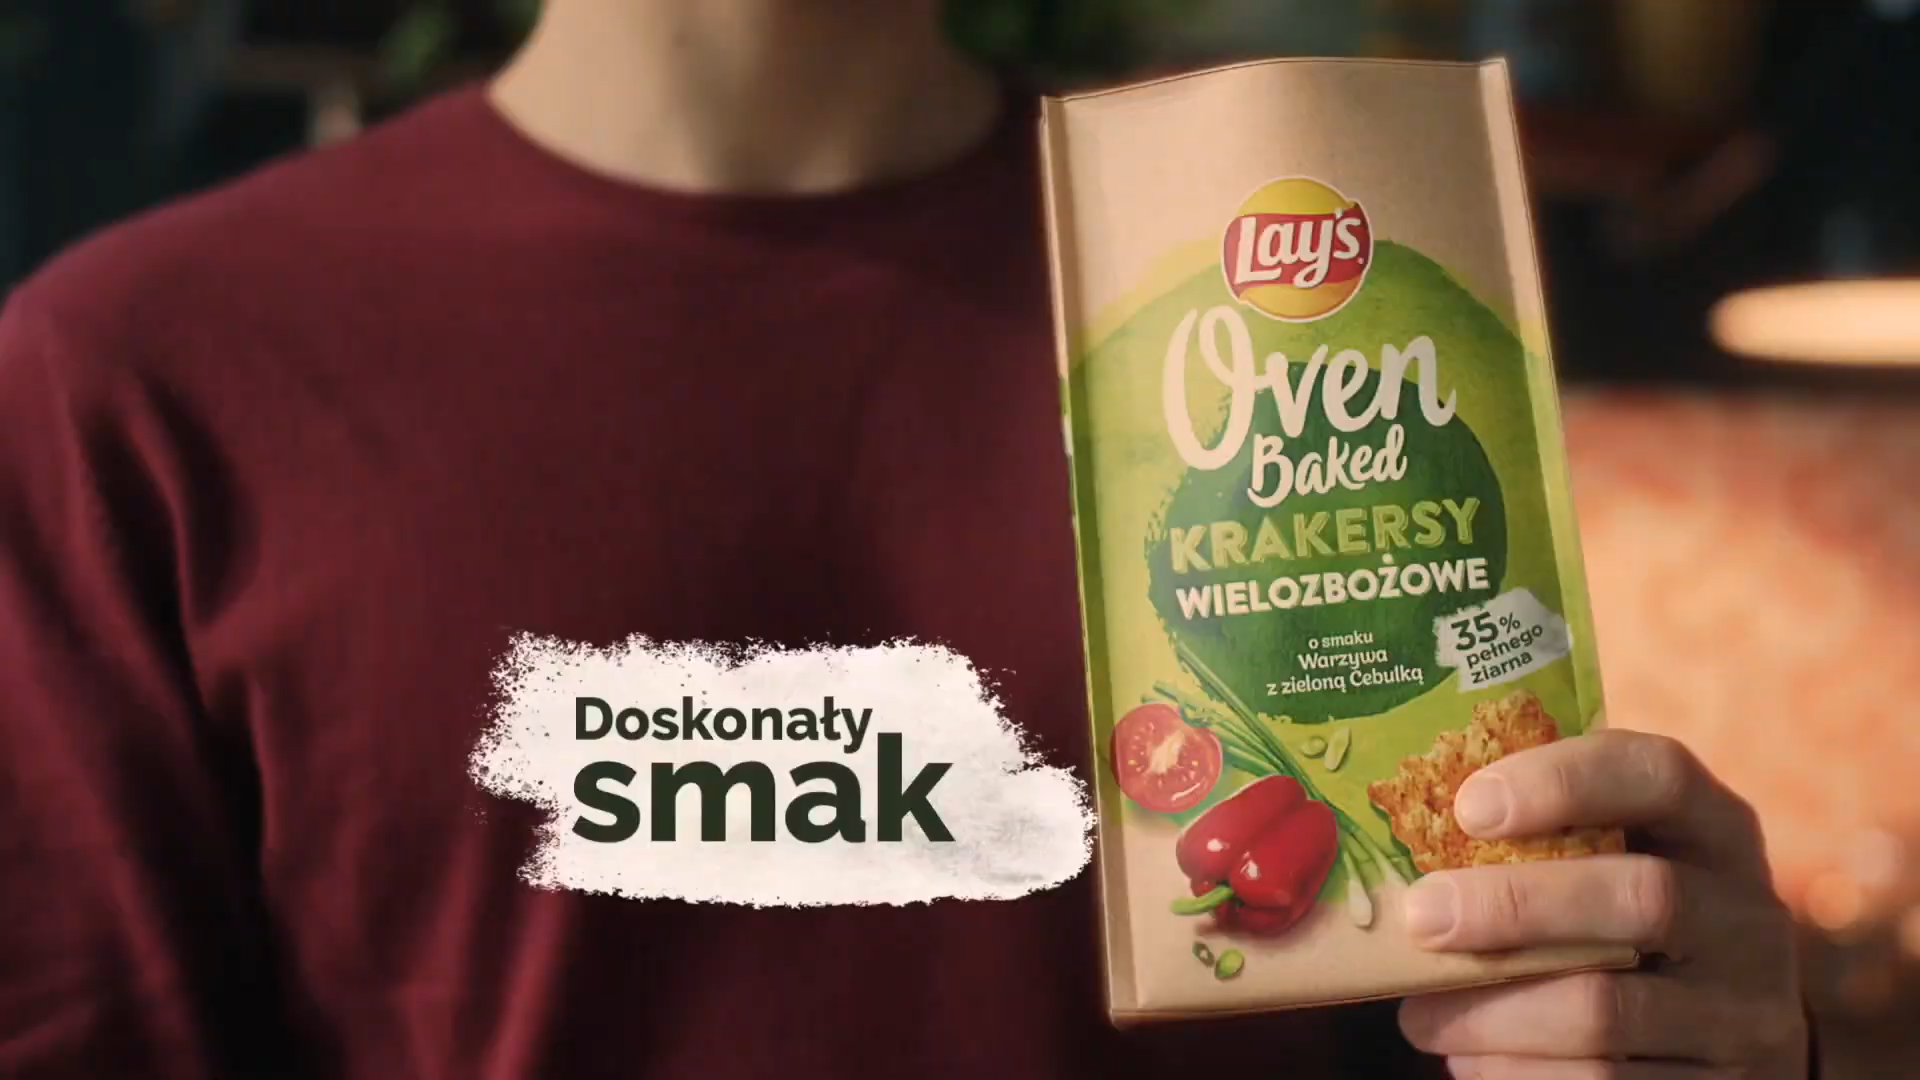 Lay's
Oven
Baked
KRAKERSY
WIELOZBOŻOWE
o smaku
Warzywa
z zieloną Cebulką
35%
pełnego
ziarna
Doskonały
smak